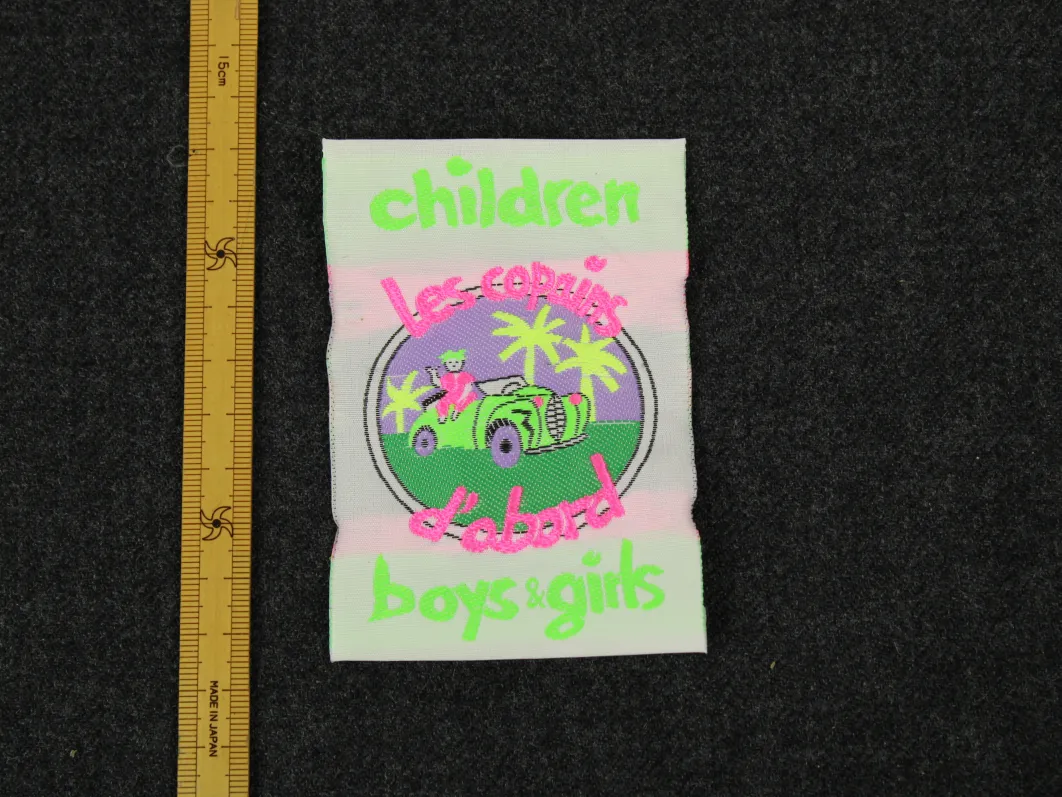 15cm
children
Les copains
d'abord
boys & girls
MADE IN JAPAN